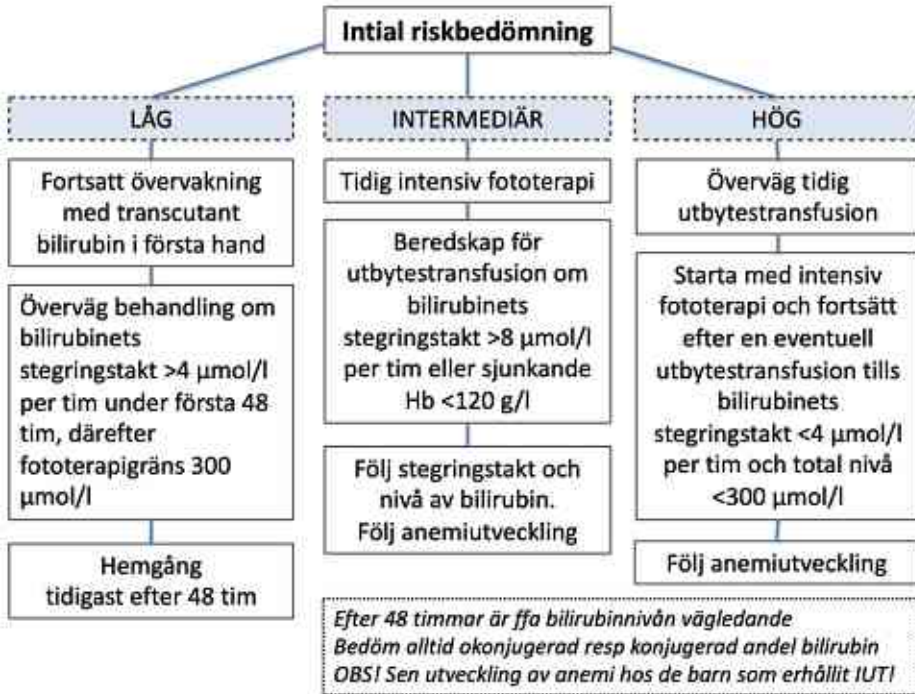 Intial riskbedömning
LÅG
Fortsatt övervakning
med transcutant
bilirubin i första hand
Överväg behandling om
bilirubinets
stegringstakt >4 µmol/l
per tim under första 48
tim, därefter
fototerapigräns 300
µmol/l
Hemgång
tidigast efter 48 tim
INTERMEDIÄR
Tidig intensiv fototerapi
Beredskap för
utbytestransfusion om
bilirubinets
stegringstakt >8 µmol/l
per tim eller sjunkande
Hb <120 g/l
Följ stegringstakt och
nivå av bilirubin.
Följ anemiutveckling
HÖG
Överväg tidig
utbytestransfusion
Starta med intensiv
fototerapi och fortsätt
efter en eventuell
utbytestransfusion tills
bilirubinets
stegringstakt <4 µmol/l
per tim och total nivå
<300 µmol/l
Följ anemiutveckling
Efter 48 timmar är ffa bilirubinnivån vägledande
Bedöm alltid okonjugerad resp konjugerad andel bilirubin
OBS! Sen utveckling av anemi hos de barn som erhållit IUT!